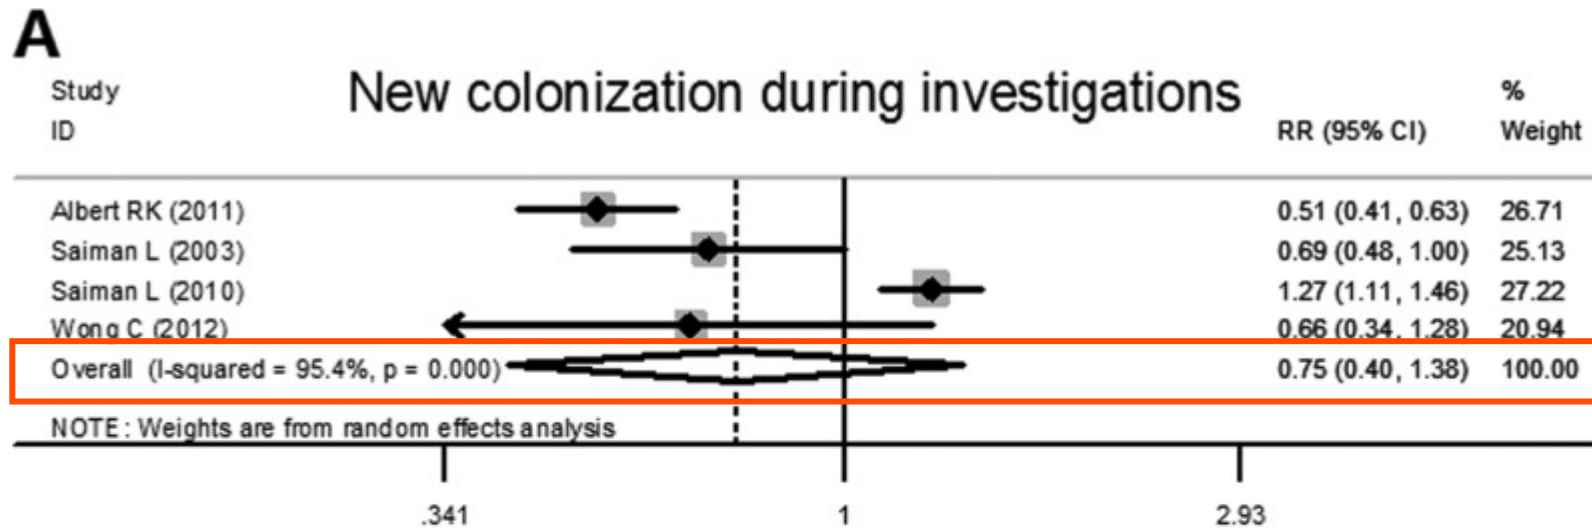 A
New colonization during investigations
Study ID RR (95% CI) % Weight
Albert RK (2011) 0.51 (0.41, 0.63) 26.71
Saiman L (2003) 0.69 (0.48, 1.00) 25.13
Saiman L (2010) 1.27 (1.11, 1.46) 27.22
Wong C (2012) 0.66 (0.34, 1.28) 20.94
Overall (I-squared = 95.4%, p = 0.000) 0.75 (0.40, 1.38) 100.00
NOTE: Weights are from random effects analysis
.341 1 2.93